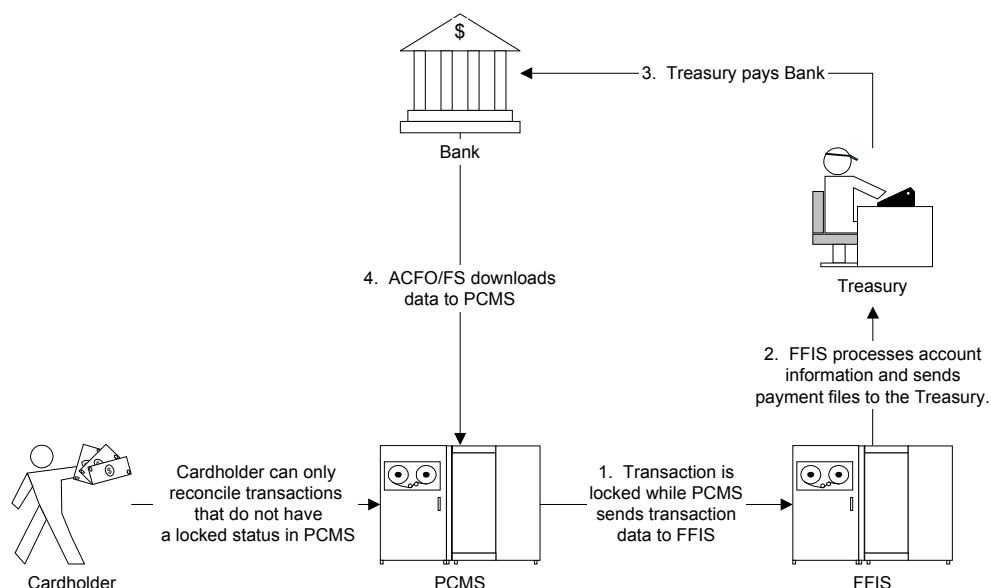 $
3. Treasury pays Bank
Bank
4. ACFO/FS downloads
data to PCMS
Treasury
2. FFIS processes account
information and sends
payment files to the Treasury.
Cardholder can only
reconcile transactions
that do not have
a locked status in PCMS
1. Transaction is
locked while PCMS
sends transaction
data to FFIS
Cardholder
PCMS
FFIS